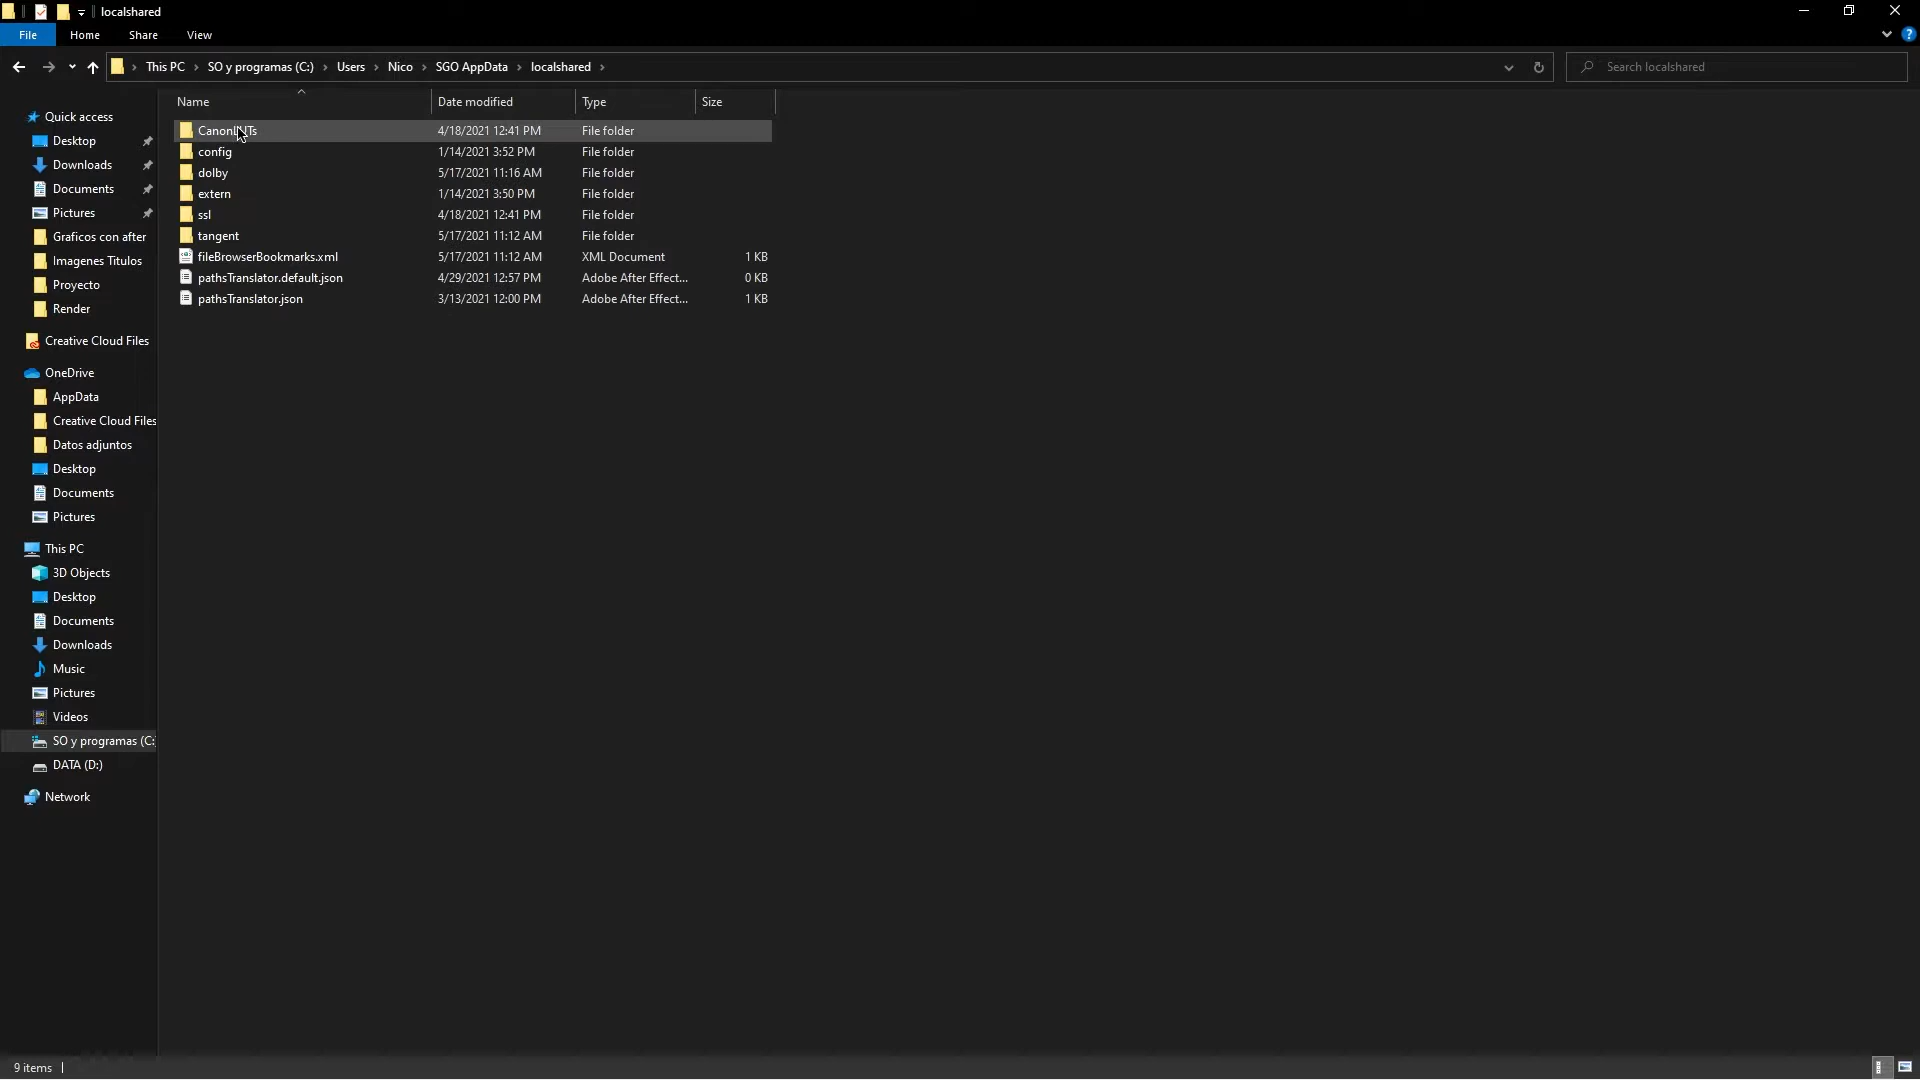 localshared
File Home Share View
This PC SO y programas (C:) Users Nico SGO AppData localshared
Search localshared
Name Date modified Type Size
CanonLUTs 4/18/2021 12:41 PM File folder
config 1/14/2021 3:52 PM File folder
dolby 5/17/2021 11:16 AM File folder
extern 1/14/2021 3:50 PM File folder
ssl 4/18/2021 12:41 PM File folder
tangent 5/17/2021 11:12 AM File folder
fileBrowserBookmarks.xml 5/17/2021 11:12 AM XML Document 1 KB
pathsTranslator.default.json 4/29/2021 12:57 PM Adobe After Effect... 0 KB
pathsTranslator.json 3/13/2021 12:00 PM Adobe After Effect... 1 KB
Quick access
Desktop
Downloads
Documents
Pictures
Graficos con after
Imagenes Titulos
Proyecto
Render
Creative Cloud Files
OneDrive
AppData
Creative Cloud Files
Datos adjuntos
Desktop
Documents
Pictures
This PC
3D Objects
Desktop
Documents
Downloads
Music
Pictures
Videos
SO y programas (C:
DATA (D:)
Network
9 items